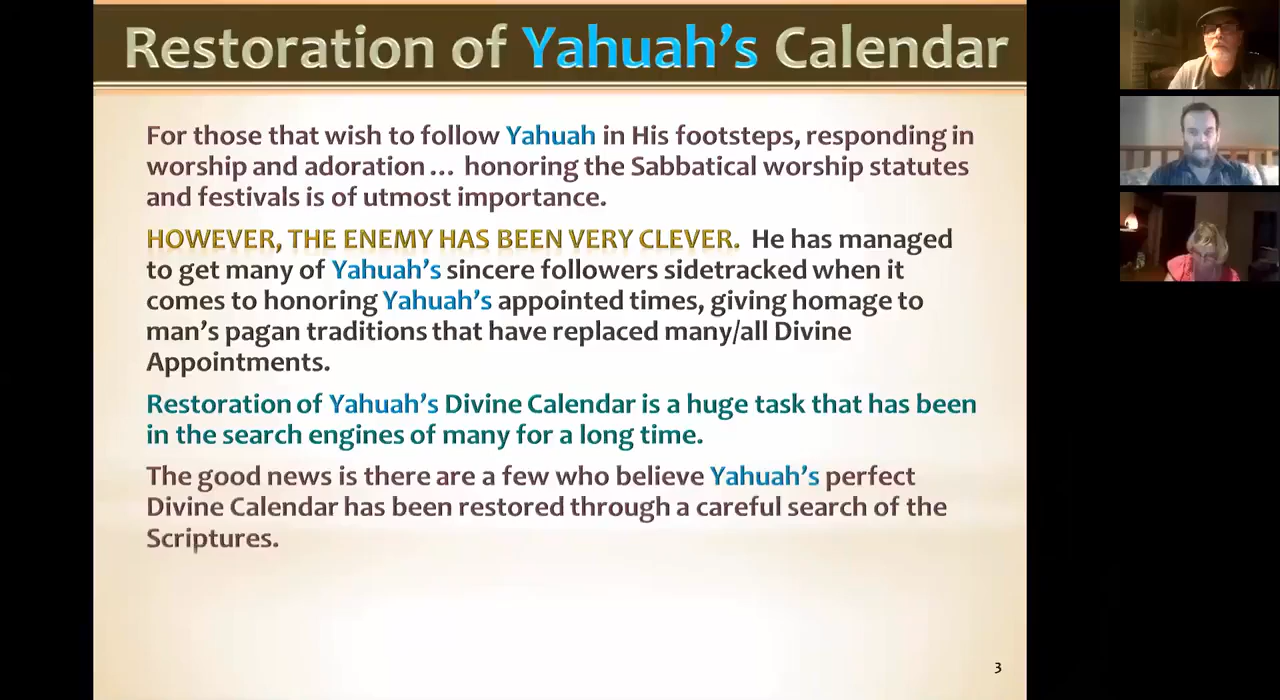 Restoration of Yahuah's Calendar
For those that wish to follow Yahuah in His footsteps, responding in
worship and adoration... honoring the Sabbatical worship statutes
and festivals is of utmost importance.
HOWEVER, THE ENEMY HAS BEEN VERY CLEVER. He has managed
to get many of Yahuah's sincere followers sidetracked when it
comes to honoring Yahuah's appointed times, giving homage to
man's pagan traditions that have replaced many/all Divine
Appointments.
Restoration of Yahuah's Divine Calendar is a huge task that has been
in the search engines of many for a long time.
The good news is there are a few who believe Yahuah's perfect
Divine Calendar has been restored through a careful search of the
Scriptures.
3